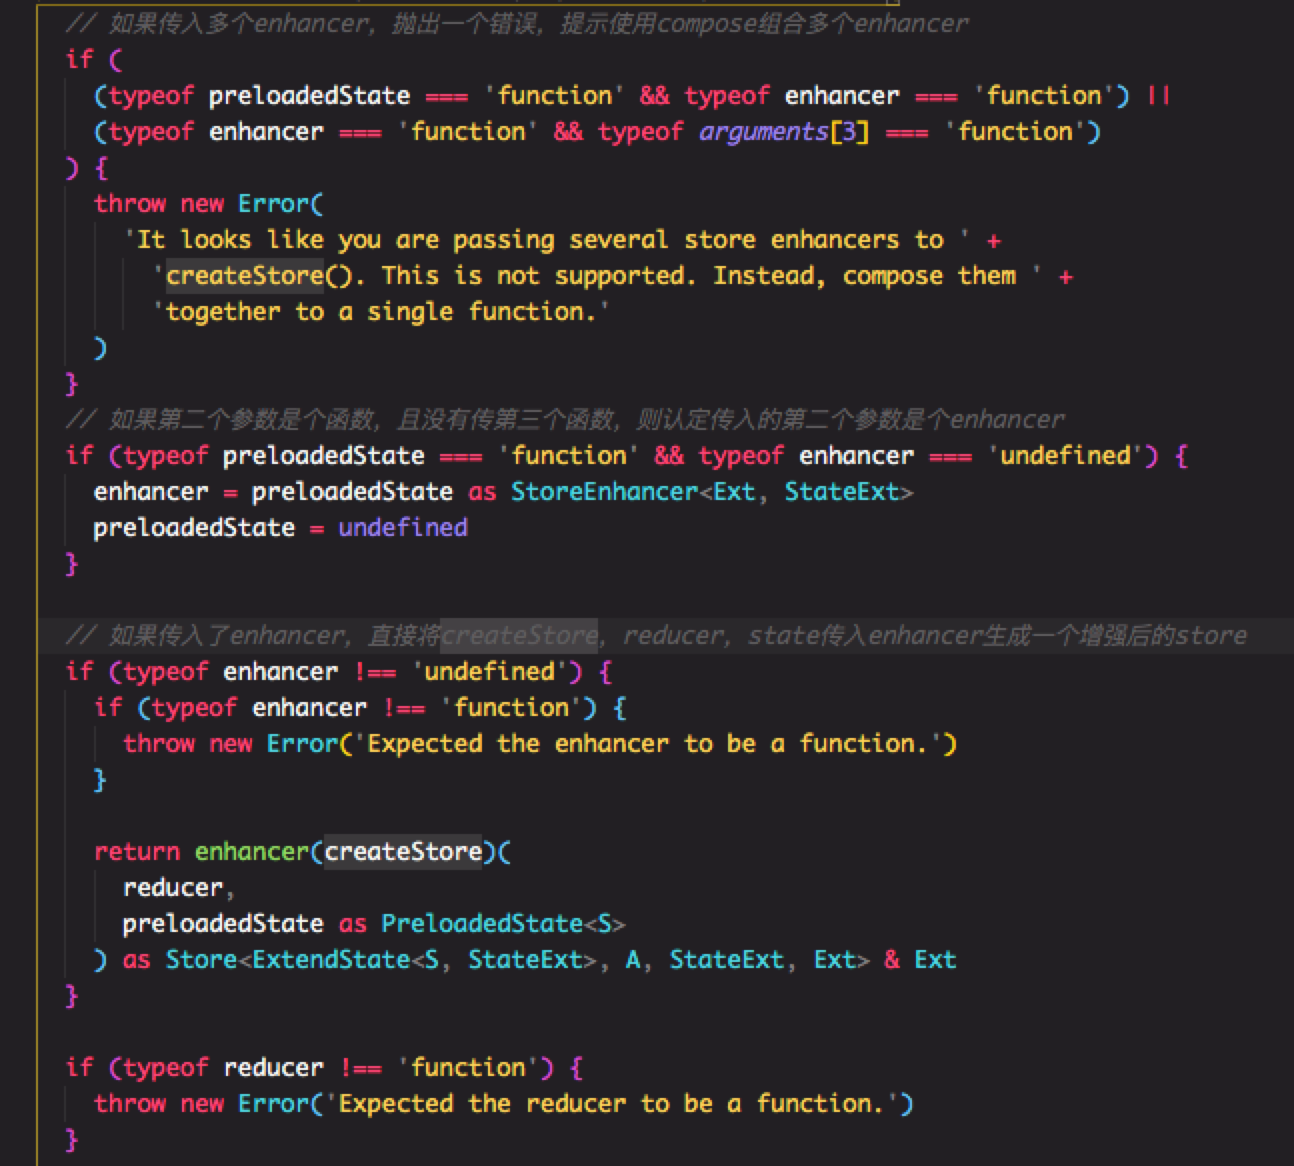 // 如果传入多个enhancer，抛出一个错误，提示使用compose组合多个enhancer
if (
(typeof preloadedState === 'function' && typeof enhancer === 'function') ||
(typeof enhancer === 'function' && typeof arguments[3] === 'function')
) {
throw new Error(
'It looks like you are passing several store enhancers to ' +
'createStore(). This is not supported. Instead, compose them ' +
'together to a single function.'
)
}
// 如果第二个参数是个函数，且没有传第三个函数，则认定传入的第二个参数是个enhancer
if (typeof preloadedState === 'function' && typeof enhancer === 'undefined') {
enhancer = preloadedState as StoreEnhancer<Ext, StateExt>
preloadedState = undefined
}
// 如果传入了enhancer，直接将createStore，reducer，state传入enhancer生成一个增强后的store
if (typeof enhancer !== 'undefined') {
if (typeof enhancer !== 'function') {
throw new Error('Expected the enhancer to be a function.')
}
return enhancer(createStore)(
reducer,
preloadedState as PreloadedState<S>
) as Store<ExtendState<S, StateExt>, A, StateExt, Ext> & Ext
}
if (typeof reducer !== 'function') {
throw new Error('Expected the reducer to be a function.')
}